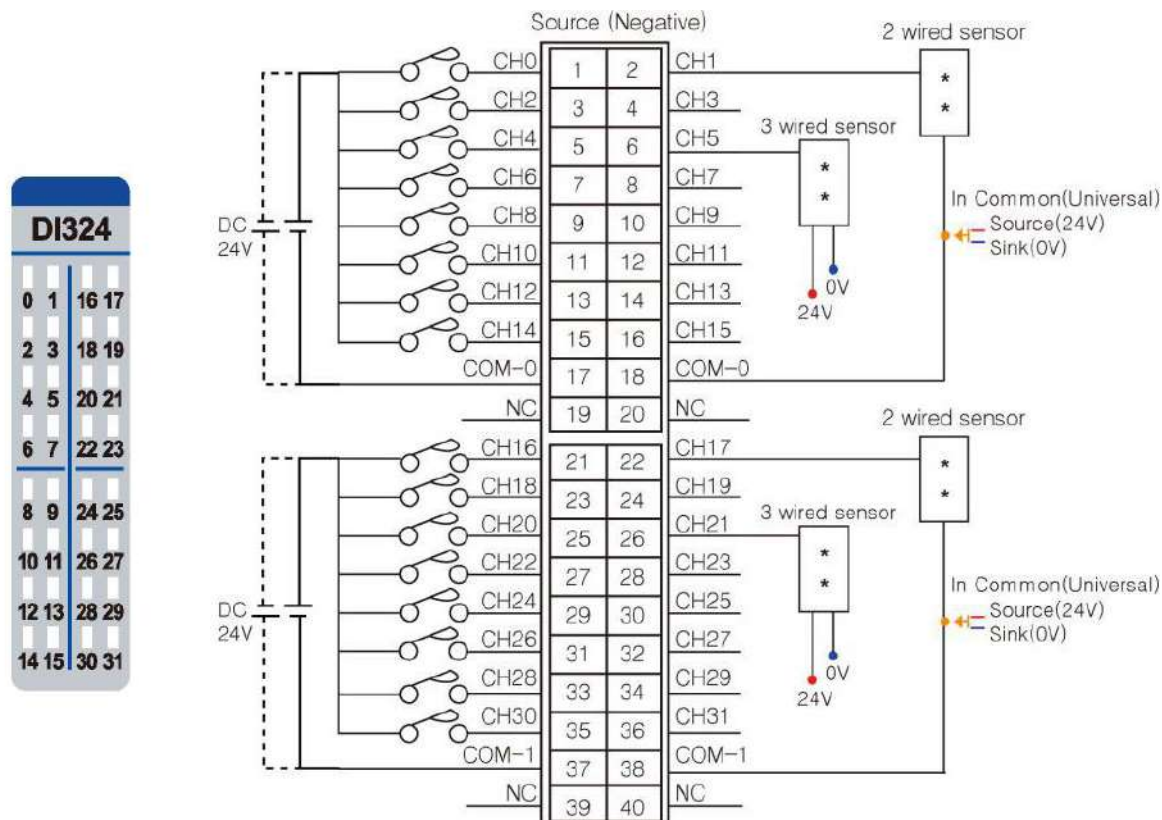 Source (Negative)
2 wired sensor
CH0 1 2 CH1
* *
CH2 3 4 CH3
3 wired sensor
CH4 5 6 CH5
* *
CH6 7 8 CH7
In Common(Universal)
Source(24V)
Sink(0V)
DC
24V
CH8 9 10 CH9
CH10 11 12 CH11
0V
24V
CH12 13 14 CH13
CH14 15 16 CH15
COM-0 17 18 COM-0
NC 19 20 NC
2 wired sensor
CH16 21 22 CH17
* *
CH18 23 24 CH19
3 wired sensor
CH20 25 26 CH21
* *
CH22 27 28 CH23
In Common(Universal)
Source(24V)
Sink(0V)
DC
24V
CH24 29 30 CH25
CH26 31 32 CH27
0V
24V
CH28 33 34 CH29
CH30 35 36 CH31
COM-1 37 38 COM-1
NC 39 40 NC
DI324
0 1 16 17
2 3 18 19
4 5 20 21
6 7 22 23
8 9 24 25
10 11 26 27
12 13 28 29
14 15 30 31